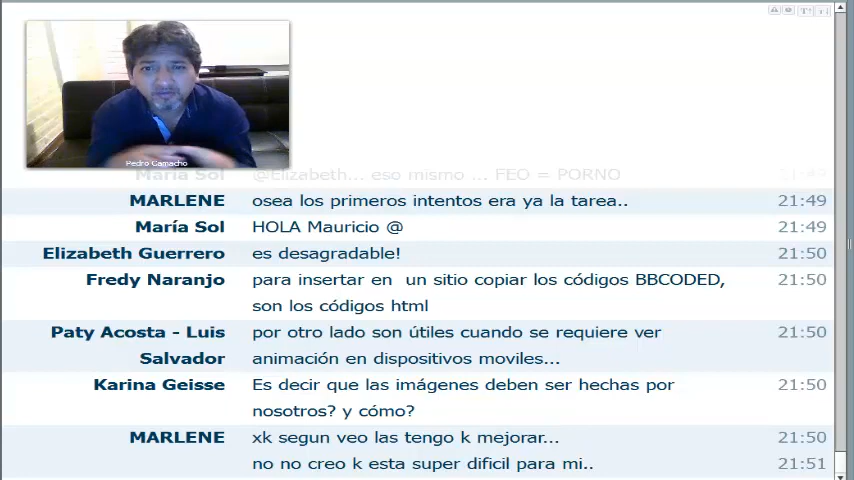 Pedro Camacho
María Sol @Elizabeth... eso mismo ... FEO = PORNO 21:49
MARLENE osea los primeros intentos era ya la tarea.. 21:49
María Sol HOLA Mauricio @ 21:49
Elizabeth Guerrero es desagradable! 21:50
Fredy Naranjo para insertar en un sitio copiar los códigos BBCODED, 21:50
son los códigos html
Paty Acosta - Luis por otro lado son útiles cuando se requiere ver 21:50
Salvador animación en dispositivos moviles...
Karina Geisse Es decir que las imágenes deben ser hechas por 21:50
nosotros? y cómo?
MARLENE xk segun veo las tengo k mejorar... 21:50
no no creo k esta super dificil para mi.. 21:51